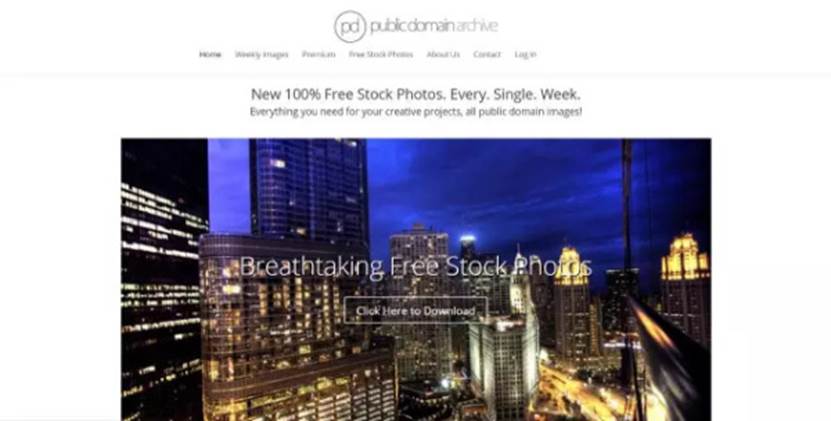 pd public domain archive
Home Weekly Images Premium Free Stock Photos About Us Contact Log In
New 100% Free Stock Photos. Every. Single. Week.
Everything you need for your creative projects, all public domain images!
Breathtaking Free Stock Photos
Click Here to Download